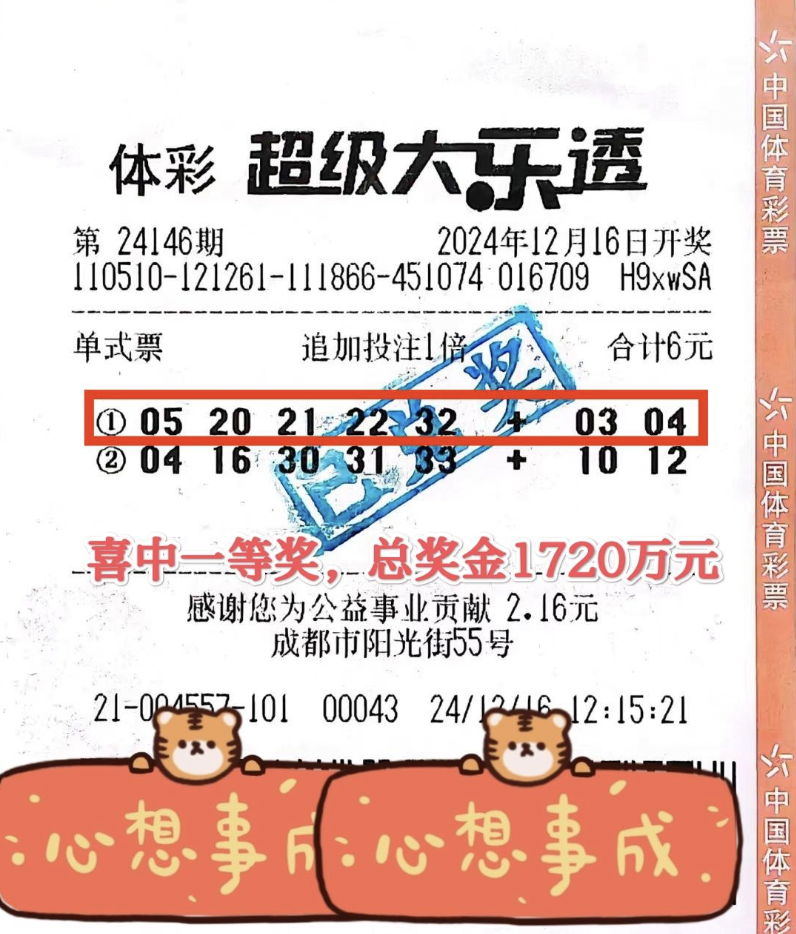 体彩 超级大乐透
第 24146期 2024年12月16日开奖
110510-121261-111866-451074 016709 H9xwSA
单式票 追加投注1倍 合计6元
① 05 20 21 22 32 + 03 04
② 04 16 30 31 33 + 10 12
已兑奖
喜中一等奖，总奖金1720万元
感谢您为公益事业贡献 2.16元
成都市阳光街55号
21-004557-101 00043 24/12/16 12:15:21
心想事成
心想事成
中国体育彩票
中国体育彩票
中国体育彩